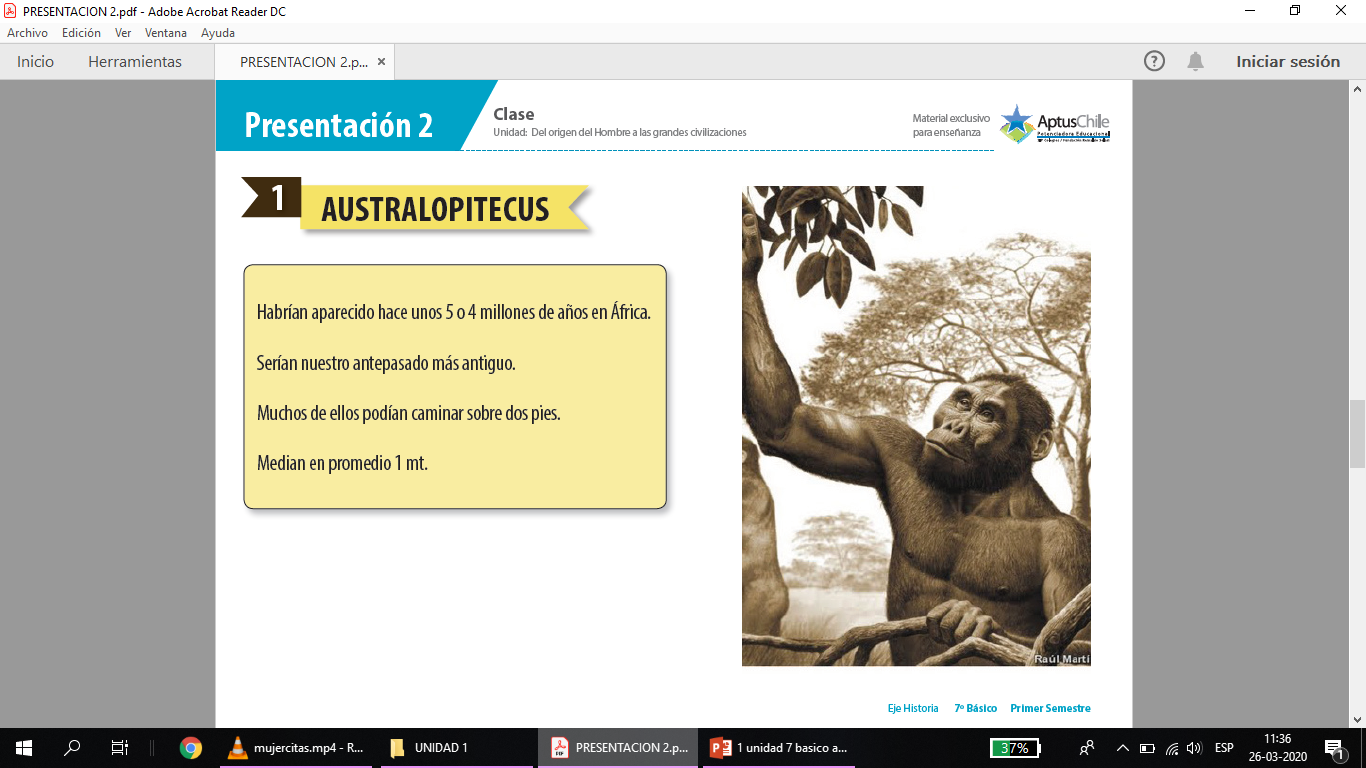 PRESENTACION 2.pdf - Adobe Acrobat Reader DC
Archivo Edición Ver Ventana Ayuda
Inicio Herramientas PRESENTACION 2.p... Iniciar sesión
Presentación 2
Clase
Unidad: Del origen del Hombre a las grandes civilizaciones
Material exclusivo
para enseñanza
AptusChile
Potenciadora Educacional
1
AUSTRALOPITECUS
Habrían aparecido hace unos 5 o 4 millones de años en África.
Serían nuestro antepasado más antiguo.
Muchos de ellos podían caminar sobre dos pies.
Median en promedio 1 mt.
Raúl Martí
Eje Historia 7º Básico Primer Semestre
mujercitas.mp4 - R... UNIDAD 1 PRESENTACION 2.p... 1 unidad 7 basico a... 37% ESP 11:36
26-03-2020
1